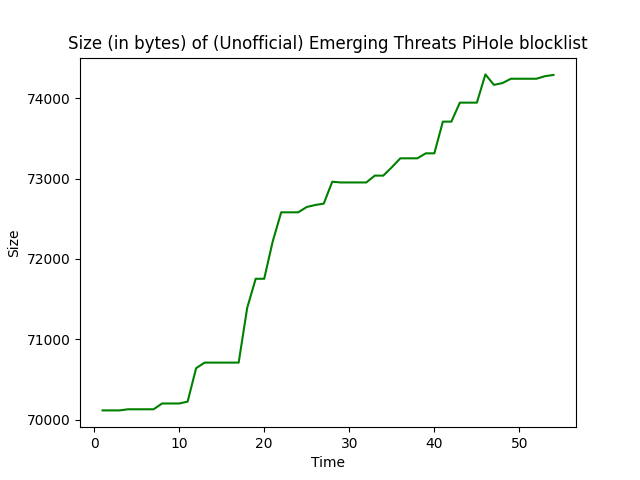 Size (in bytes) of (Unofficial) Emerging Threats PiHole blocklist
74000
73000
72000
71000
70000
Size
0 10 20 30 40 50
Time